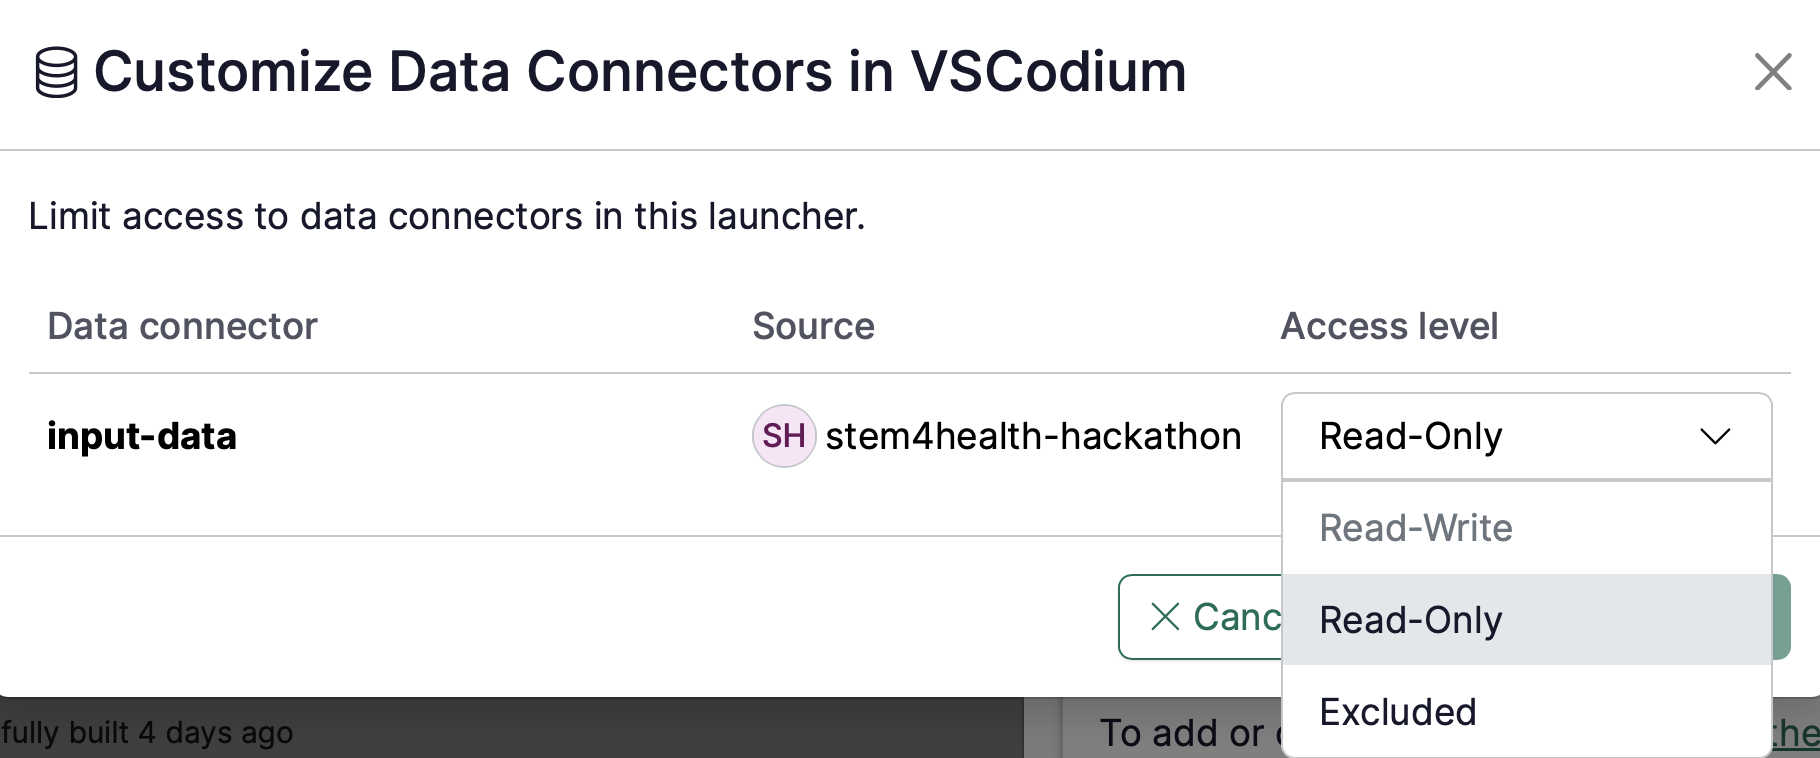 Customize Data Connectors in VSCodium
Limit access to data connectors in this launcher.
Data connector Source Access level
input-data SH stem4health-hackathon Read-Only
Read-Write
Canc Read-Only
Excluded
fully built 4 days ago To add or the